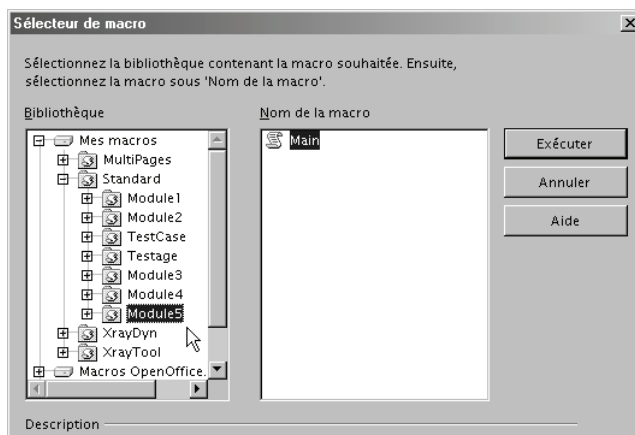 Sélecteur de macro
Sélectionnez la bibliothèque contenant la macro souhaitée. Ensuite,
sélectionnez la macro sous 'Nom de la macro'.
Bibliothèque
Nom de la macro
Mes macros
MultiPages
Standard
Module1
Module2
TestCase
Testage
Module3
Module4
Module5
XrayDyn
XrayTool
Macros OpenOffice.
Main
Exécuter
Annuler
Aide
Description